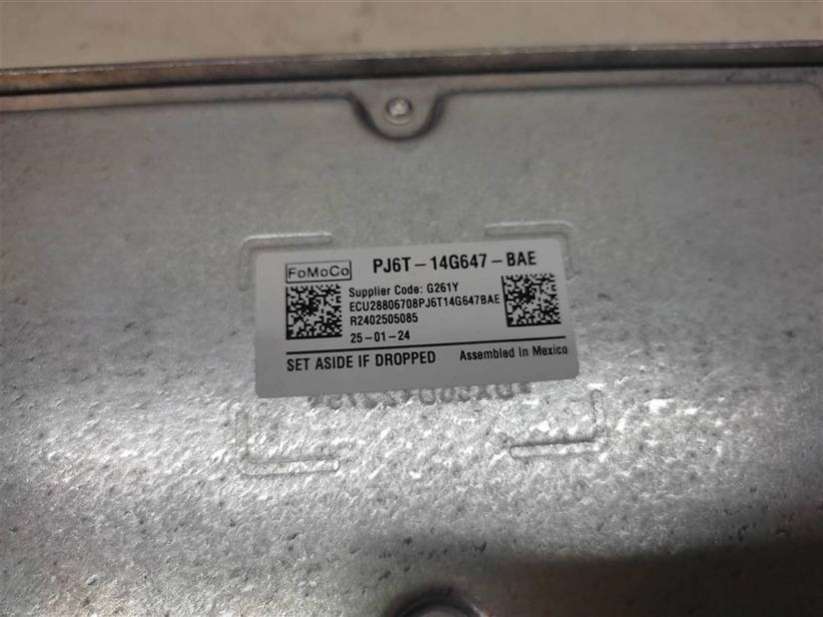 FoMoCo PJ6T-14G647-BAE
Supplier Code: G261Y
ECU28806708PJ6T14G647BAE
R2402505085
25-01-24
SET ASIDE IF DROPPED Assembled in Mexico